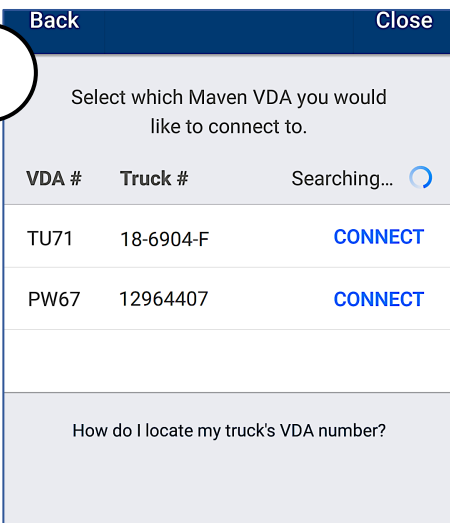 Back Close
Select which Maven VDA you would
like to connect to.
VDA # Truck # Searching...
TU71 18-6904-F CONNECT
PW67 12964407 CONNECT
How do I locate my truck's VDA number?